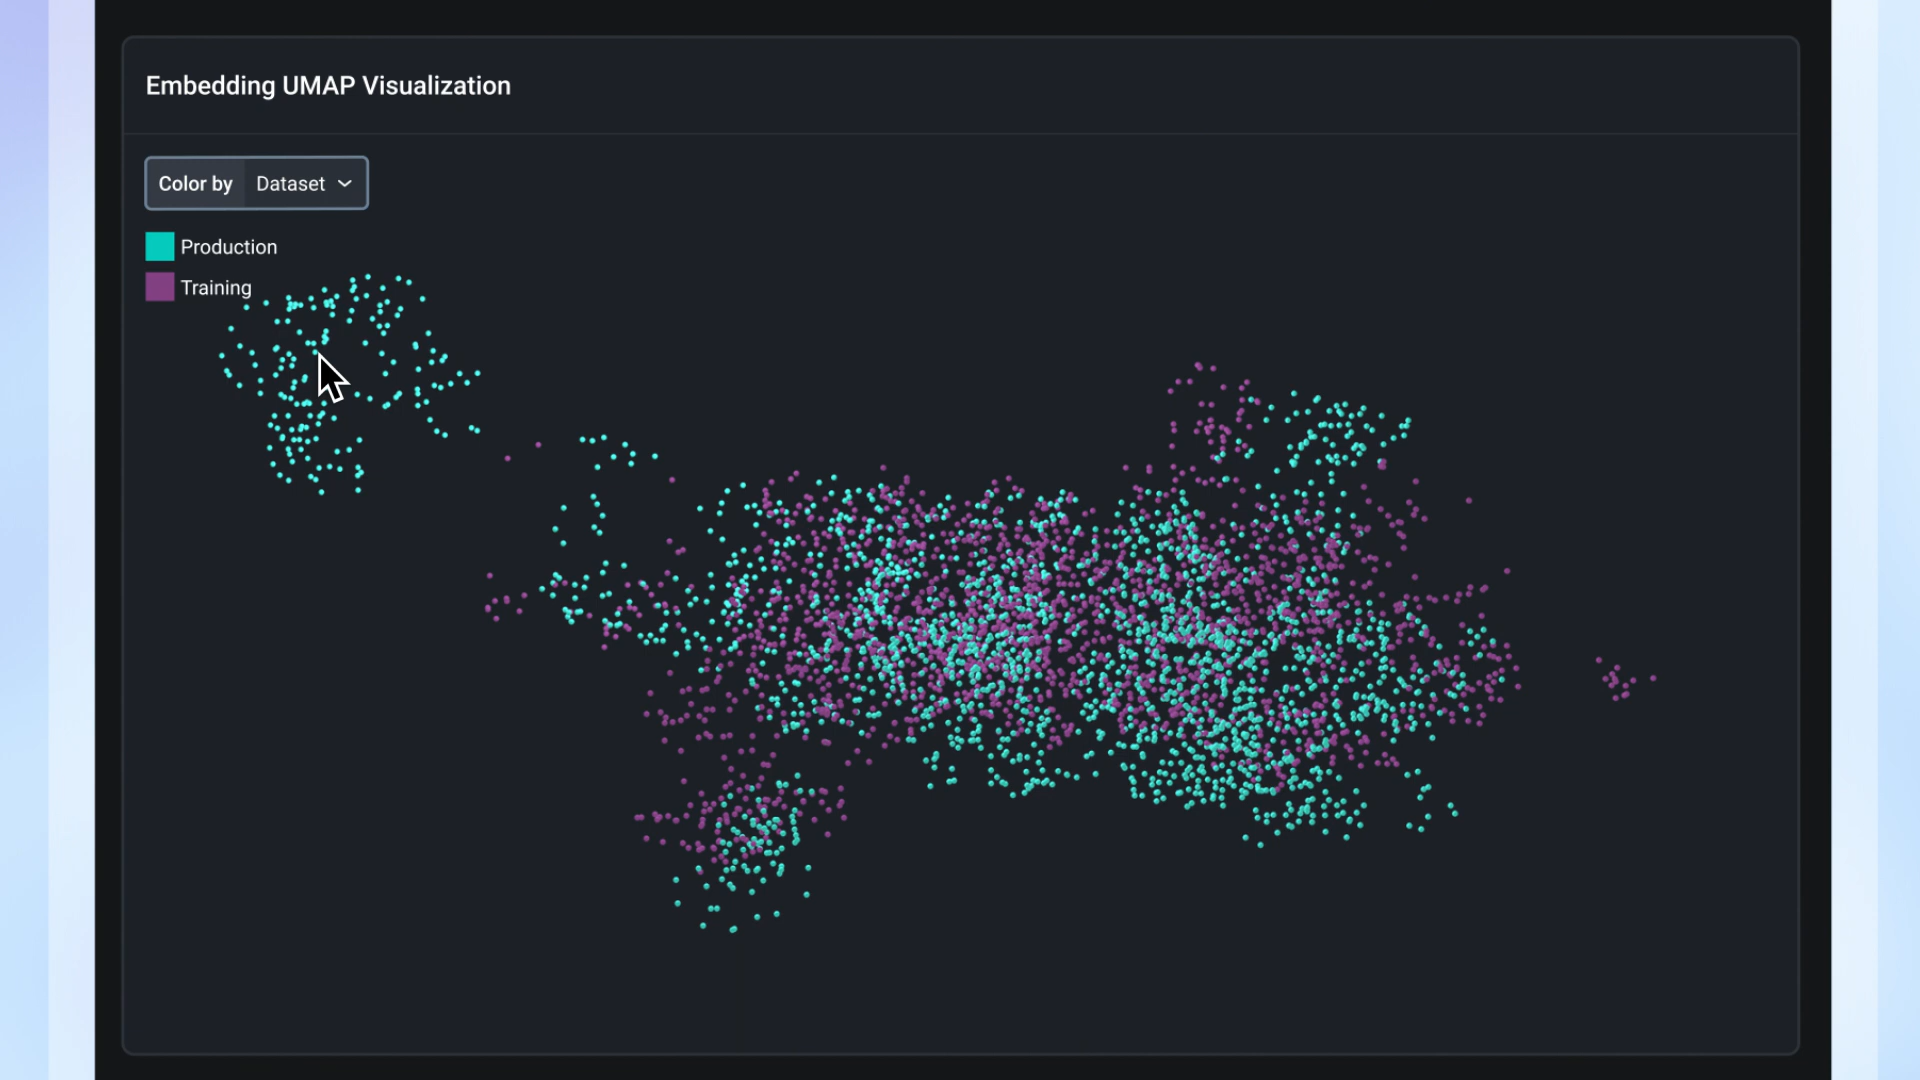 Embedding UMAP Visualization
Color by Dataset
Production
Training